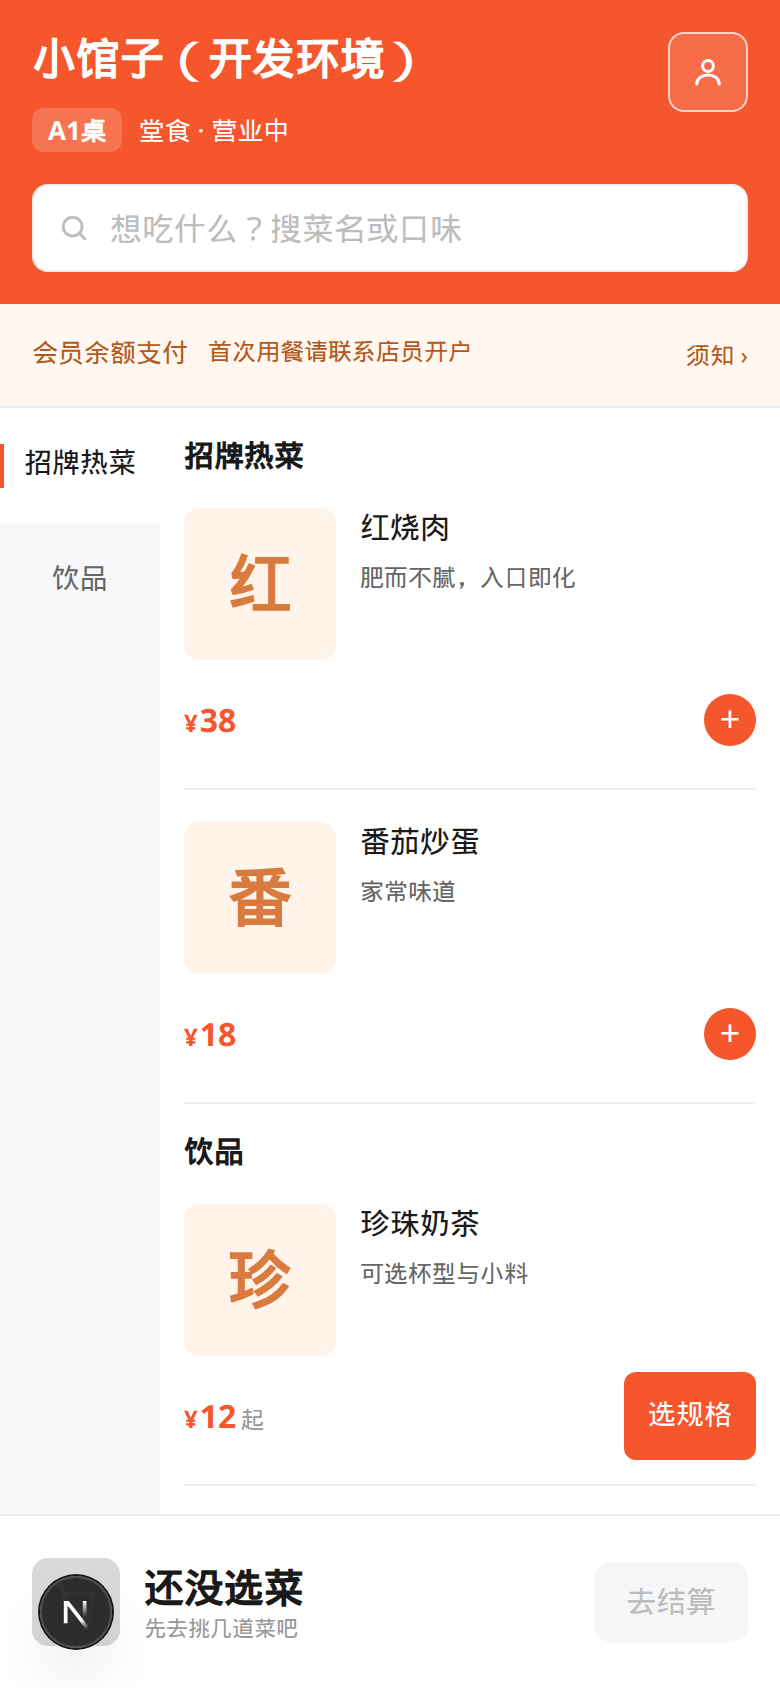 小馆子（开发环境）
A1桌 堂食 · 营业中
想吃什么？搜菜名或口味
会员余额支付 首次用餐请联系店员开户 须知 ›
招牌热菜
饮品
招牌热菜
红
红烧肉
肥而不腻，入口即化
¥38 +
番
番茄炒蛋
家常味道
¥18 +
饮品
珍
珍珠奶茶
可选杯型与小料
¥12 起 选规格
N
还没选菜
先去挑几道菜吧
去结算